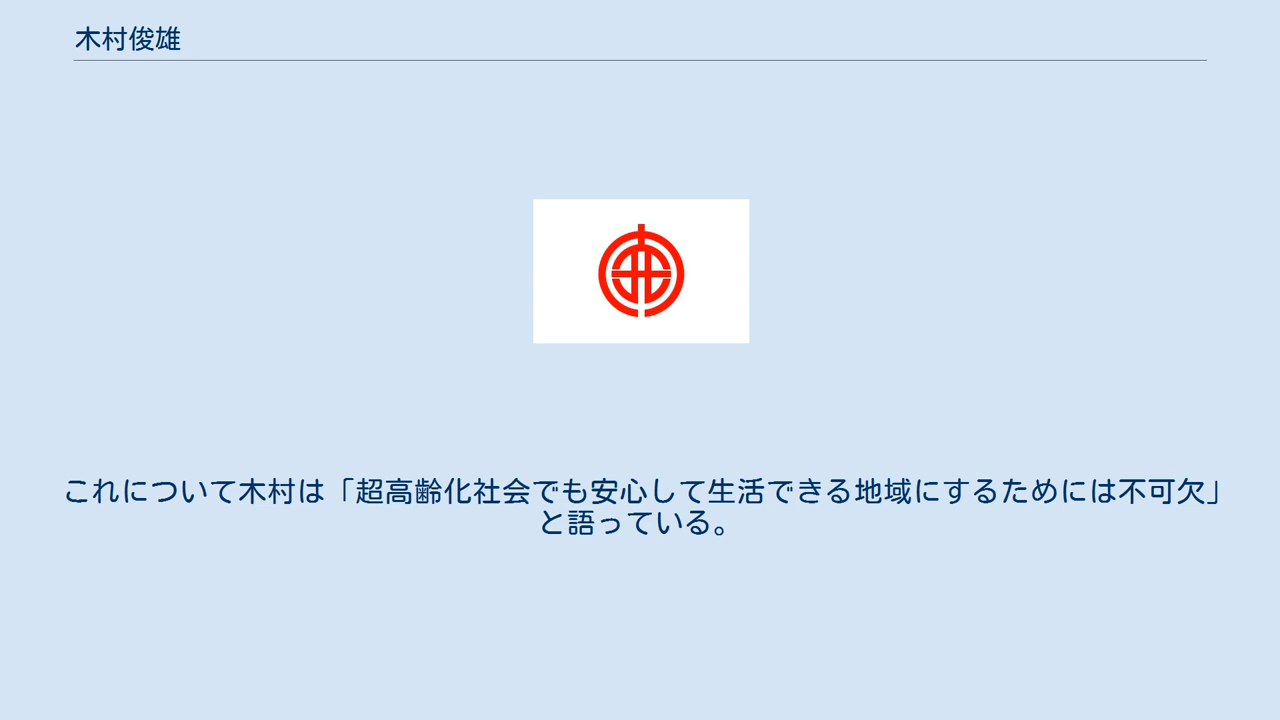 木村俊雄
これについて木村は「超高齢化社会でも安心して生活できる地域にするためには不可欠」
と語っている。